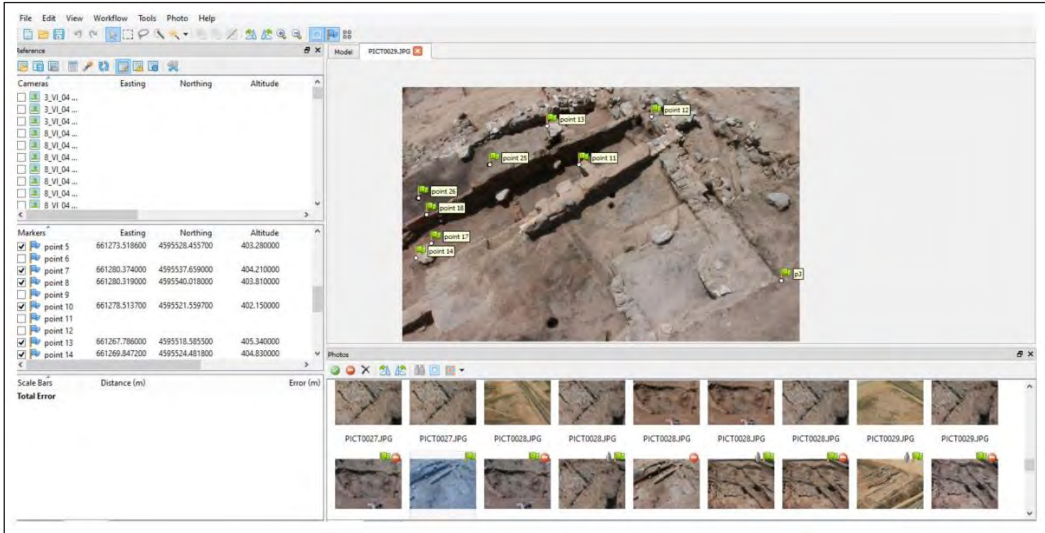 File Edit View Workflow Tools Photo Help
Reference
Cameras Easting Northing Altitude
3_VI_04 ...
3_VI_04 ...
3_VI_04 ...
8_VI_04 ...
8_VI_04 ...
8_VI_04 ...
8_VI_04 ...
8_VI_04 ...
8_VI_04 ...
8_VI_04 ...
Markers Easting Northing Altitude
point 5 661273.518600 4595528.455700 403.280000
point 6
point 7 661280.374000 4595537.659000 404.210000
point 8 661280.319000 4595540.018000 403.810000
point 9
point 10 661278.513700 4595521.559700 402.150000
point 11
point 12
point 13 661267.786000 4595518.585500 405.340000
point 14 661269.847200 4595524.481800 404.830000
Scale Bars Distance (m) Error (m)
Total Error
Model PICT0029.JPG
point 12
point 13
point 25
point 11
point 26
point 18
point 17
point 14
p3
Photos
PICT0027.JPG PICT0027.JPG PICT0028.JPG PICT0028.JPG PICT0028.JPG PICT0028.JPG PICT0028.JPG PICT0029.JPG PICT0029.JPG